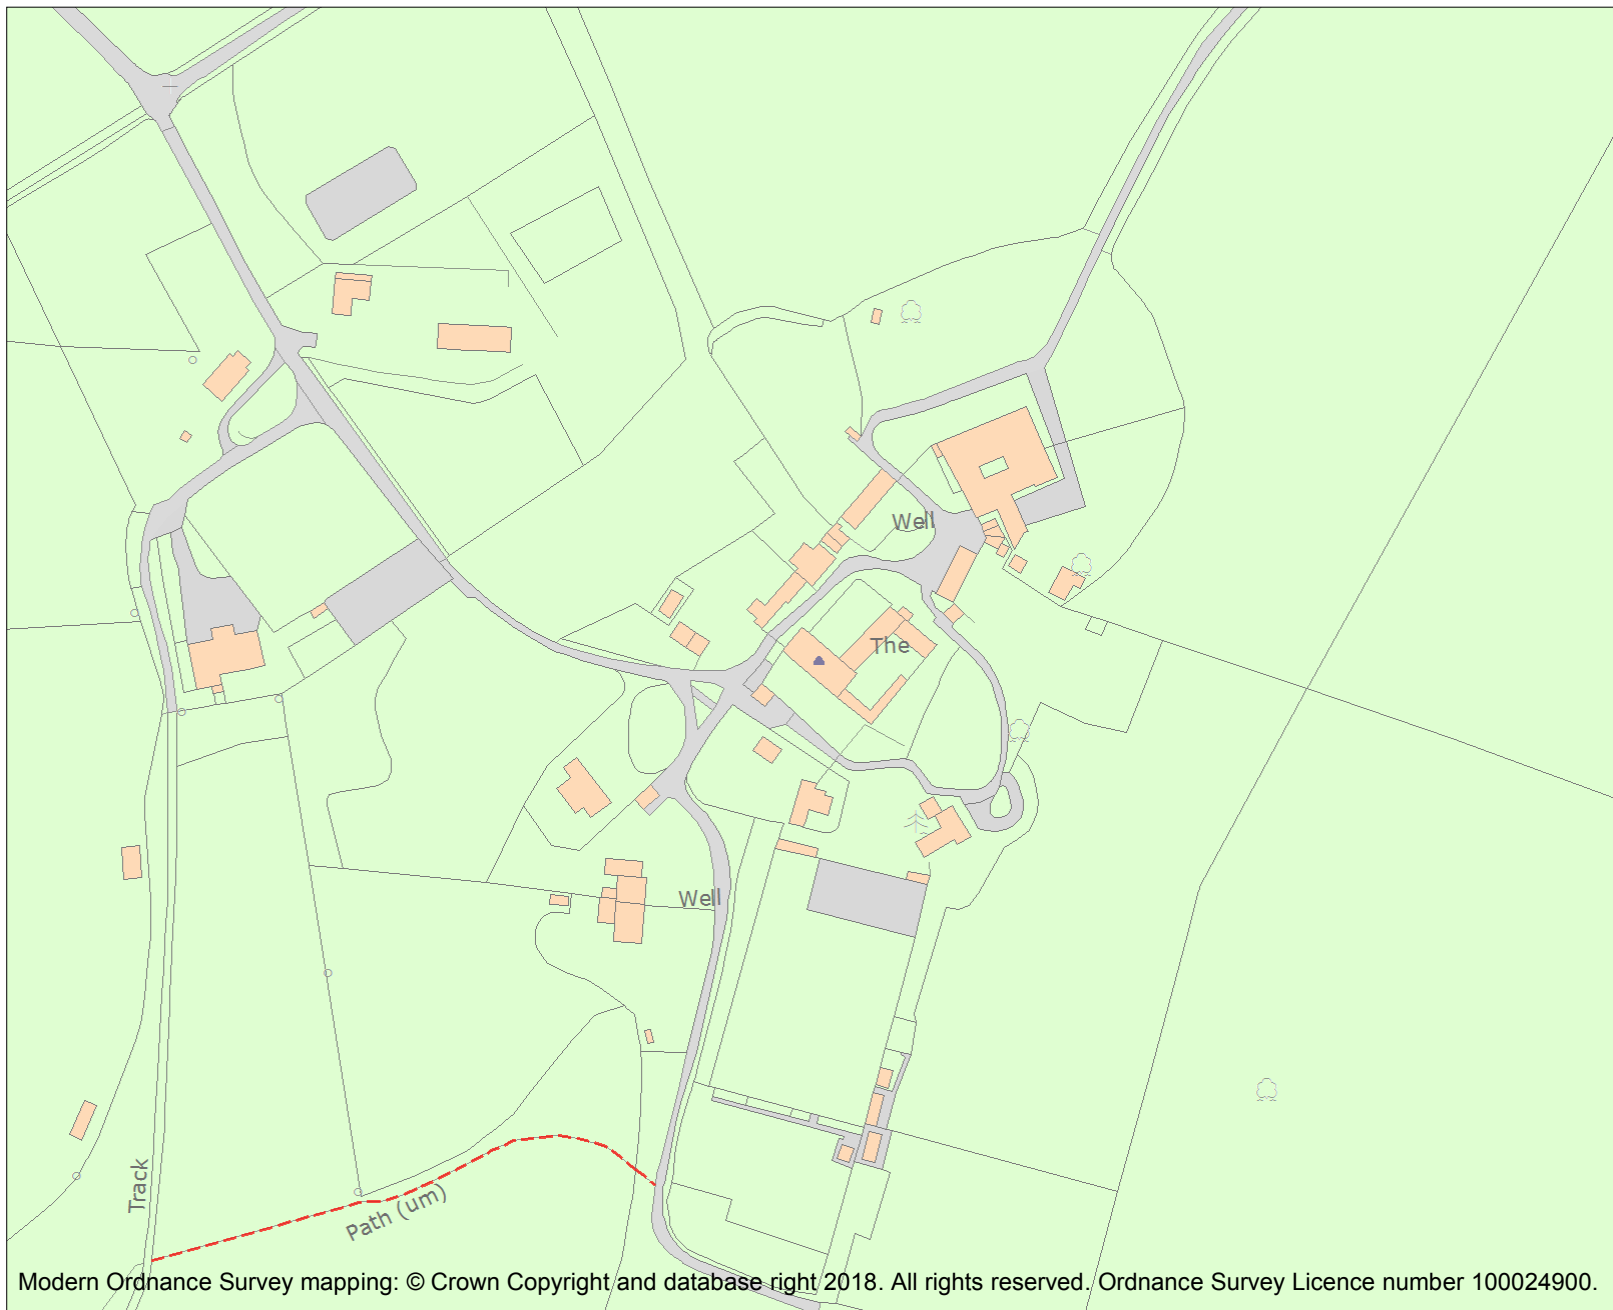 Well
The
Well
Track
Path (um)
Modern Ordnance Survey mapping: © Crown Copyright and database right 2018. All rights reserved. Ordnance Survey Licence number 100024900.